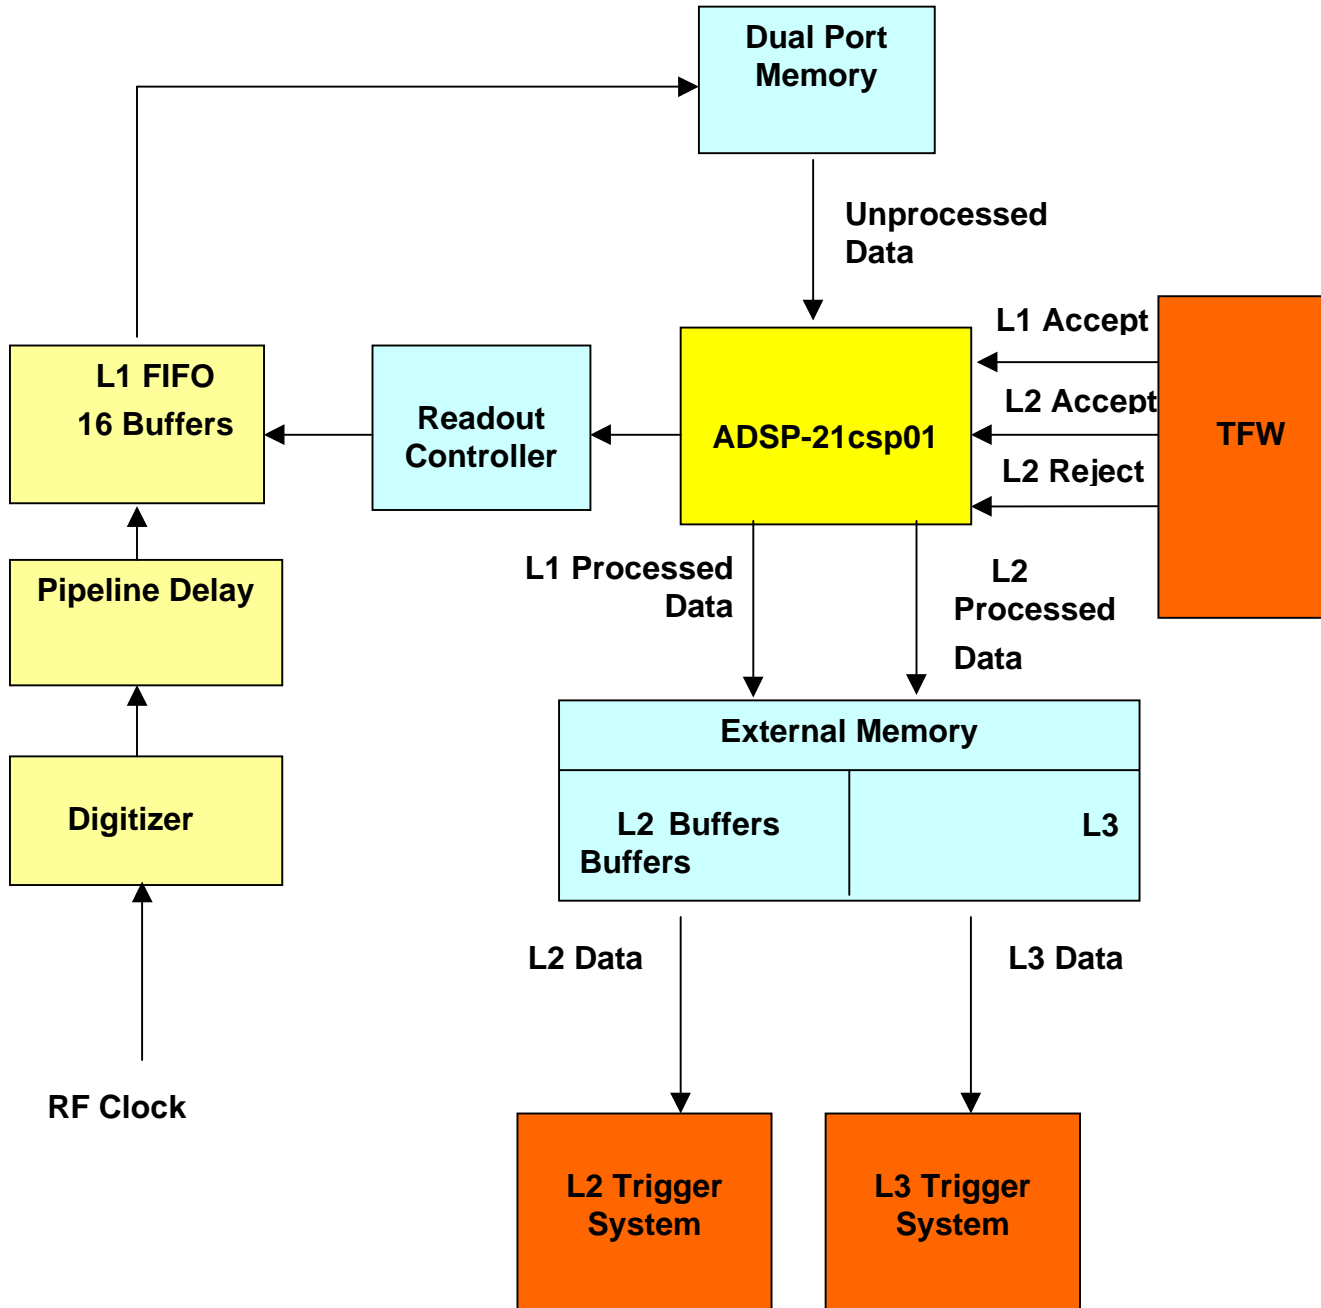 Dual Port
Memory
Unprocessed
Data
L1 Accept
L1 FIFO
16 Buffers
Readout
Controller
ADSP-21csp01
L2 Accept
TFW
L2 Reject
Pipeline Delay
L1 Processed
Data
L2
Processed
Data
External Memory
Digitizer
L2 Buffers
L3
Buffers
L2 Data
L3 Data
RF Clock
L2 Trigger
System
L3 Trigger
System